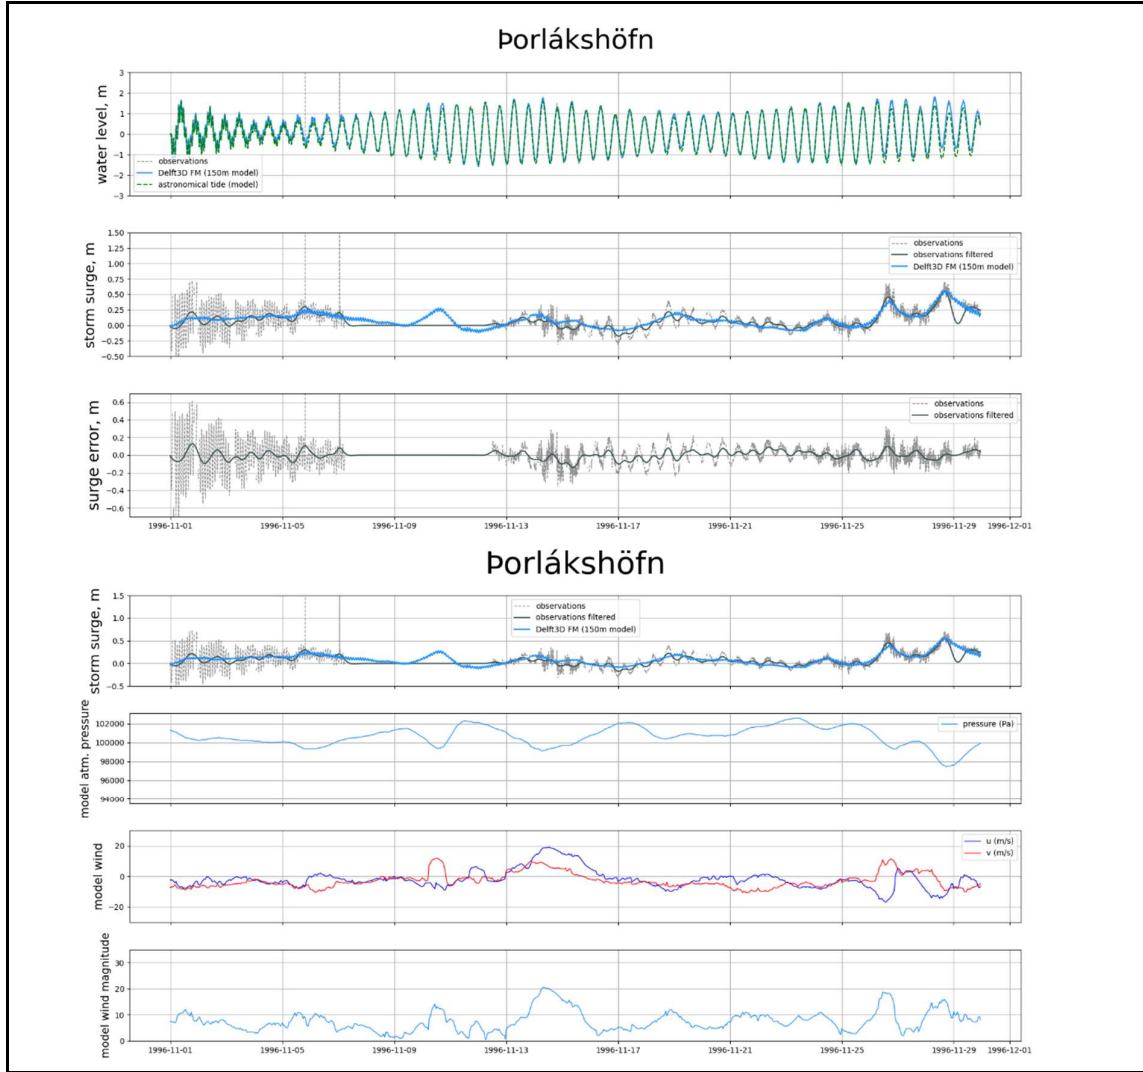 Þorlákshöfn
water level, m
3
2
1
0
−1
−2
−3
observations
Delft3D FM (150m model)
astronomical tide (model)
storm surge, m
1.50
1.25
1.00
0.75
0.50
0.25
0.00
−0.25
−0.50
observations
observations filtered
Delft3D FM (150m model)
surge error, m
0.6
0.4
0.2
0.0
−0.2
−0.4
−0.6
observations
observations filtered
1996-11-01 1996-11-05 1996-11-09 1996-11-13 1996-11-17 1996-11-21 1996-11-25 1996-11-29 1996-12-01
Þorlákshöfn
storm surge, m
1.5
1.0
0.5
0.0
−0.5
observations
observations filtered
Delft3D FM (150m model)
model atm. pressure
102000
100000
98000
96000
94000
pressure (Pa)
model wind
20
0
−20
u (m/s)
v (m/s)
model wind magnitude
30
20
10
0
1996-11-01 1996-11-05 1996-11-09 1996-11-13 1996-11-17 1996-11-21 1996-11-25 1996-11-29 1996-12-01